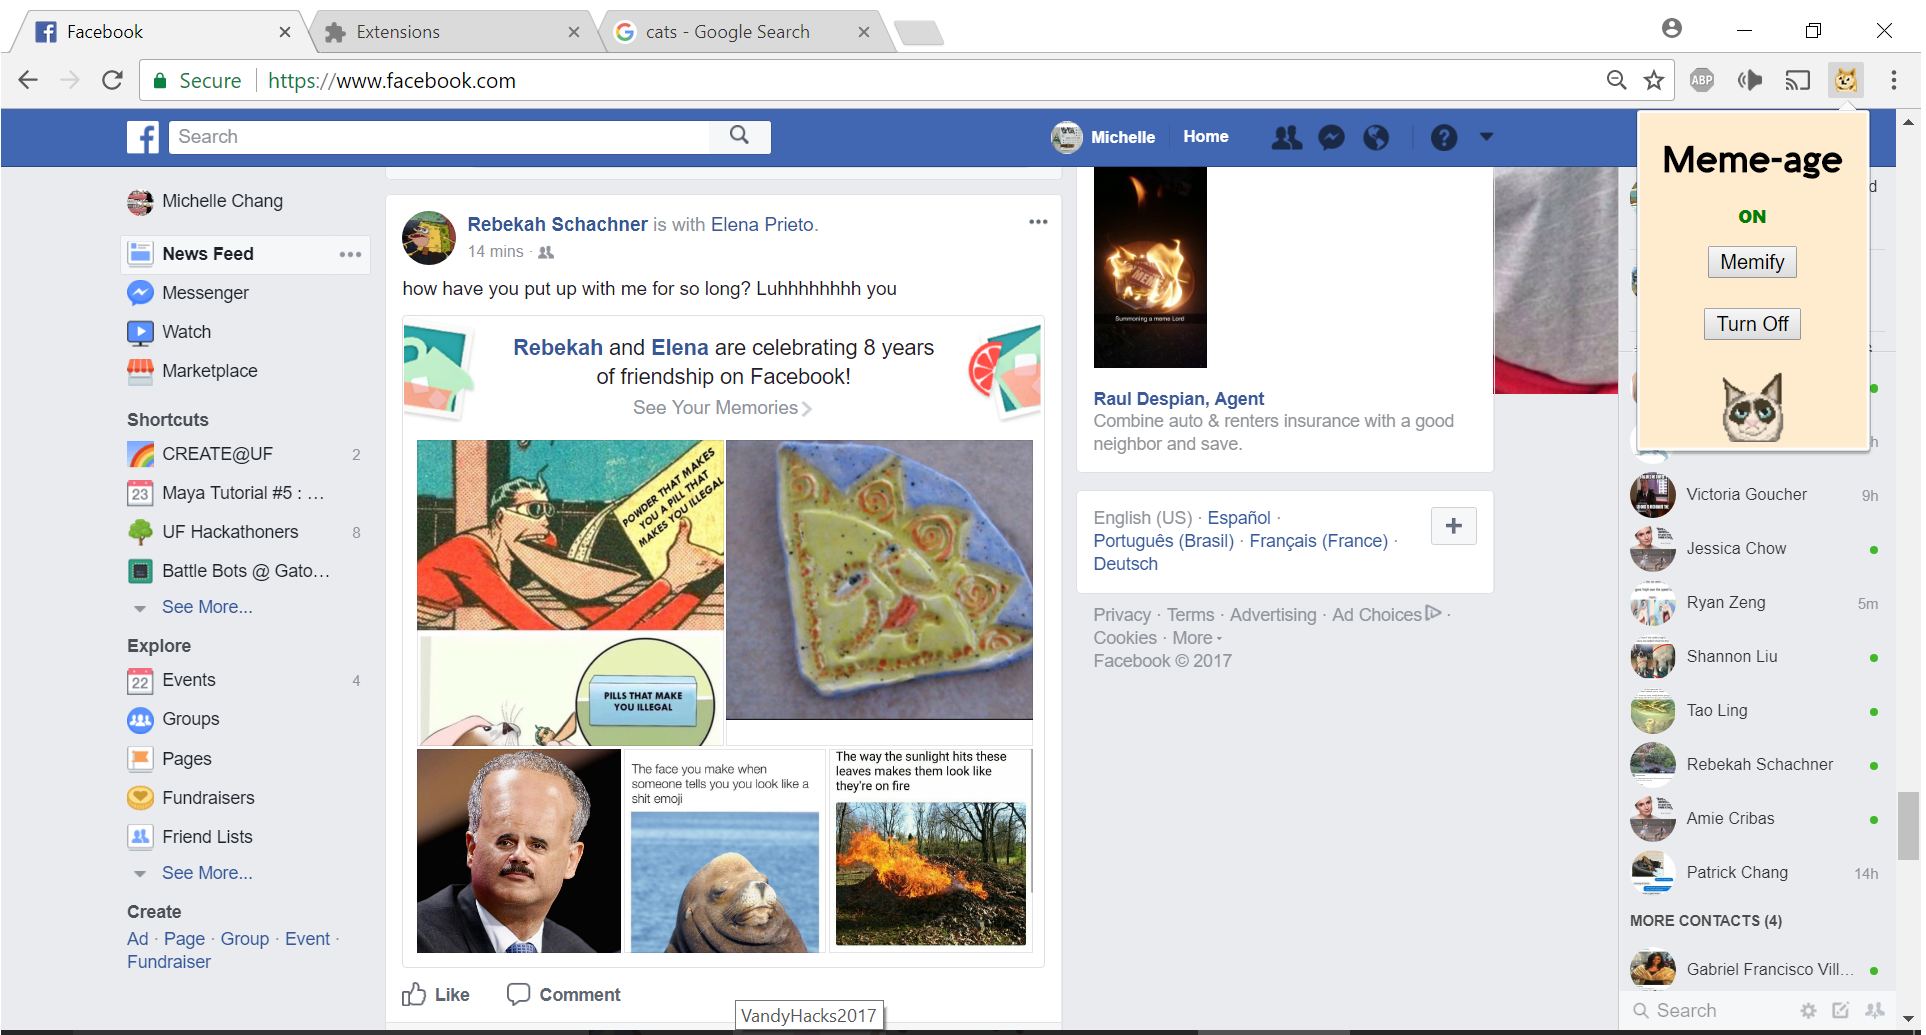 Facebook
Extensions
cats - Google Search
Secure
https://www.facebook.com
ABP
Search
Michelle
Home
Meme-age
ON
Memify
Turn Off
Michelle Chang
News Feed
Messenger
Watch
Marketplace
Shortcuts
CREATE@UF 2
23 Maya Tutorial #5 : ...
UF Hackathoners 8
Battle Bots @ Gato...
See More...
Explore
22 Events 4
Groups
Pages
Fundraisers
Friend Lists
See More...
Create
Ad · Page · Group · Event ·
Fundraiser
Rebekah Schachner is with Elena Prieto.
14 mins ·
how have you put up with me for so long? Luhhhhhhhh you
Rebekah and Elena are celebrating 8 years
of friendship on Facebook!
See Your Memories
POWDER THAT MAKES
YOU A PILL THAT
MAKES YOU ILLEGAL
PILLS THAT MAKE
YOU ILLEGAL
The face you make when
someone tells you you look like a
shit emoji
The way the sunlight hits these
leaves makes them look like
they're on fire
Like
Comment
VandyHacks2017
Summoning a meme Lord
Raul Despian, Agent
Combine auto & renters insurance with a good
neighbor and save.
English (US) · Español ·
Português (Brasil) · Français (France) ·
Deutsch
Privacy · Terms · Advertising · Ad Choices ·
Cookies · More
Facebook © 2017
Victoria Goucher 9h
Jessica Chow
Ryan Zeng 5m
Shannon Liu
Tao Ling
Rebekah Schachner
Amie Cribas
Patrick Chang 14h
MORE CONTACTS (4)
Gabriel Francisco Vill...
Search